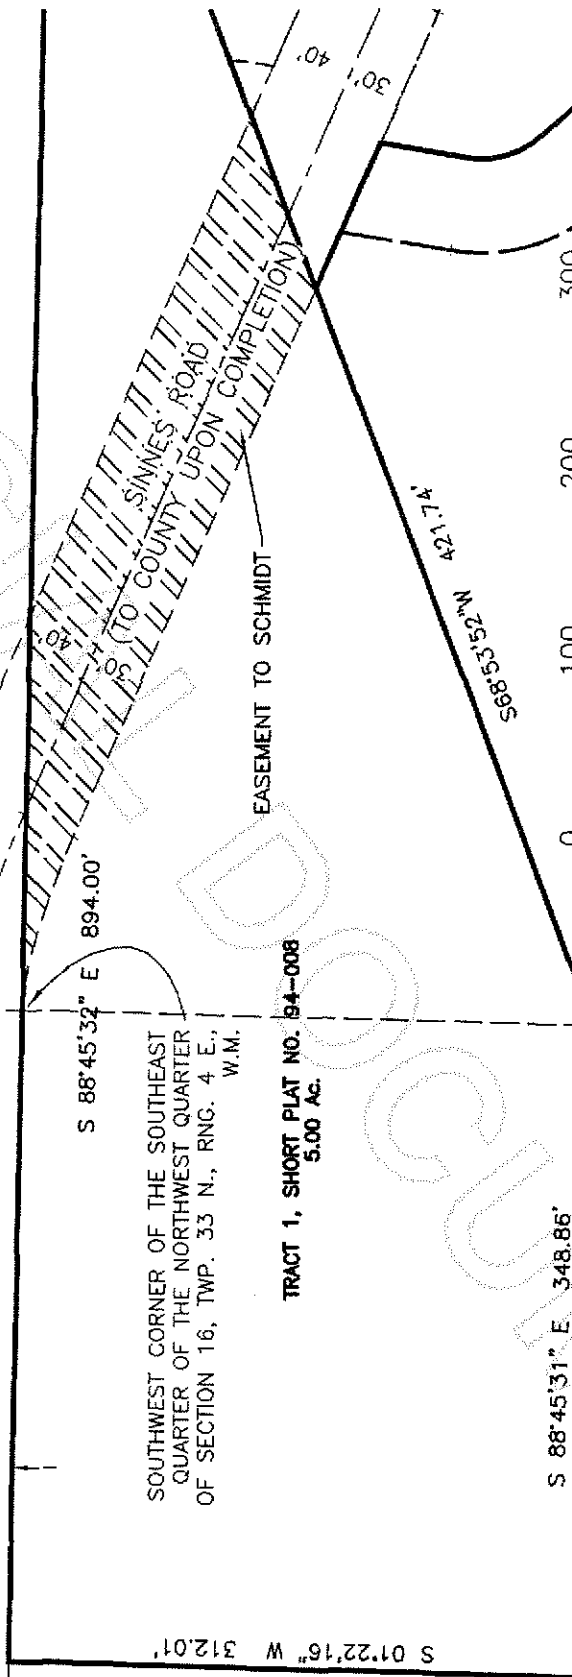 40'
30'
SINNES ROAD
(TO COUNTY UPON COMPLETION)
40'
30'
EASEMENT TO SCHMIDT
S 88°45'32" E 894.00'
SOUTHWEST CORNER OF THE SOUTHEAST
QUARTER OF THE NORTHWEST QUARTER
OF SECTION 16, TWP. 33 N., RNG. 4 E.,
W.M.
TRACT 1, SHORT PLAT NO. 94-008
5.00 Ac.
S68°53'52"W 421.74'
0 100 200 300
S 88°45'31" E 348.86'
S 01°22'16" W 312.01'